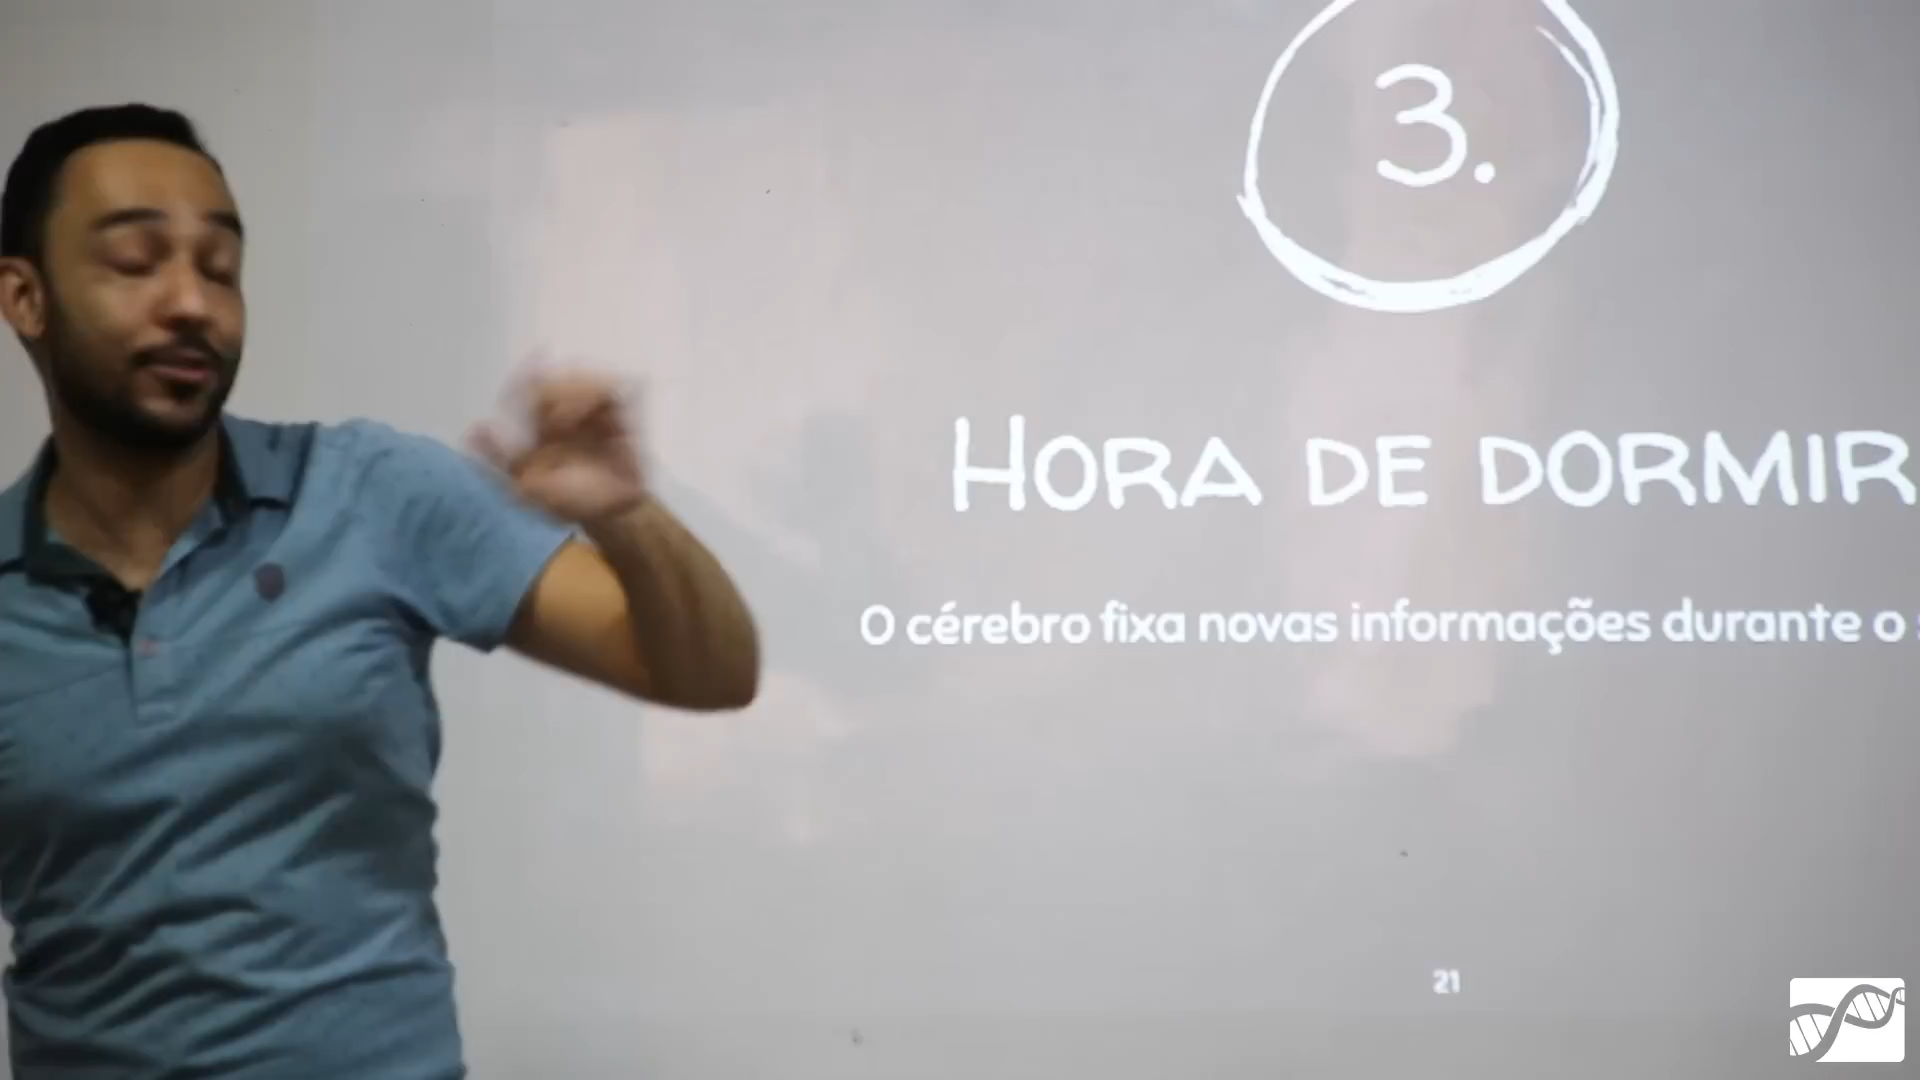 3.
HORA DE DORMIR
O cérebro fixa novas informações durante o
21